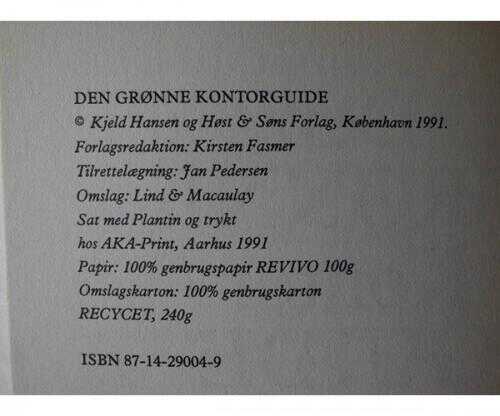 DEN GRØNNE KONTORGUIDE
© Kjeld Hansen og Høst & Søns Forlag, København 1991.
Forlagsredaktion: Kirsten Fasmer
Tilrettelægning: Jan Pedersen
Omslag: Lind & Macaulay
Sat med Plantin og trykt
hos AKA-Print, Aarhus 1991
Papir: 100% genbrugspapir REVIVO 100g
Omslagskarton: 100% genbrugskarton
RECYCET, 240g
ISBN 87-14-29004-9